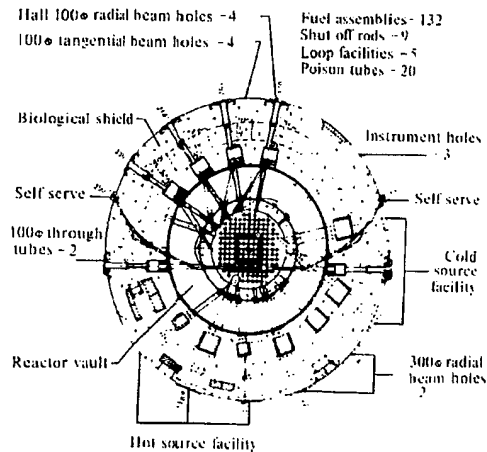 Hall 100ø radial beam holes - 4
100ø tangential beam holes - 4
Fuel assemblies - 132
Shut off rods - 9
Loop facilities - 5
Poison tubes - 20
Biological shield
Instrument holes
- 3
Self serve
Self serve
100ø through
tubes - 2
Cold
source
facility
Reactor vault
300ø radial
beam holes
Hot source facility